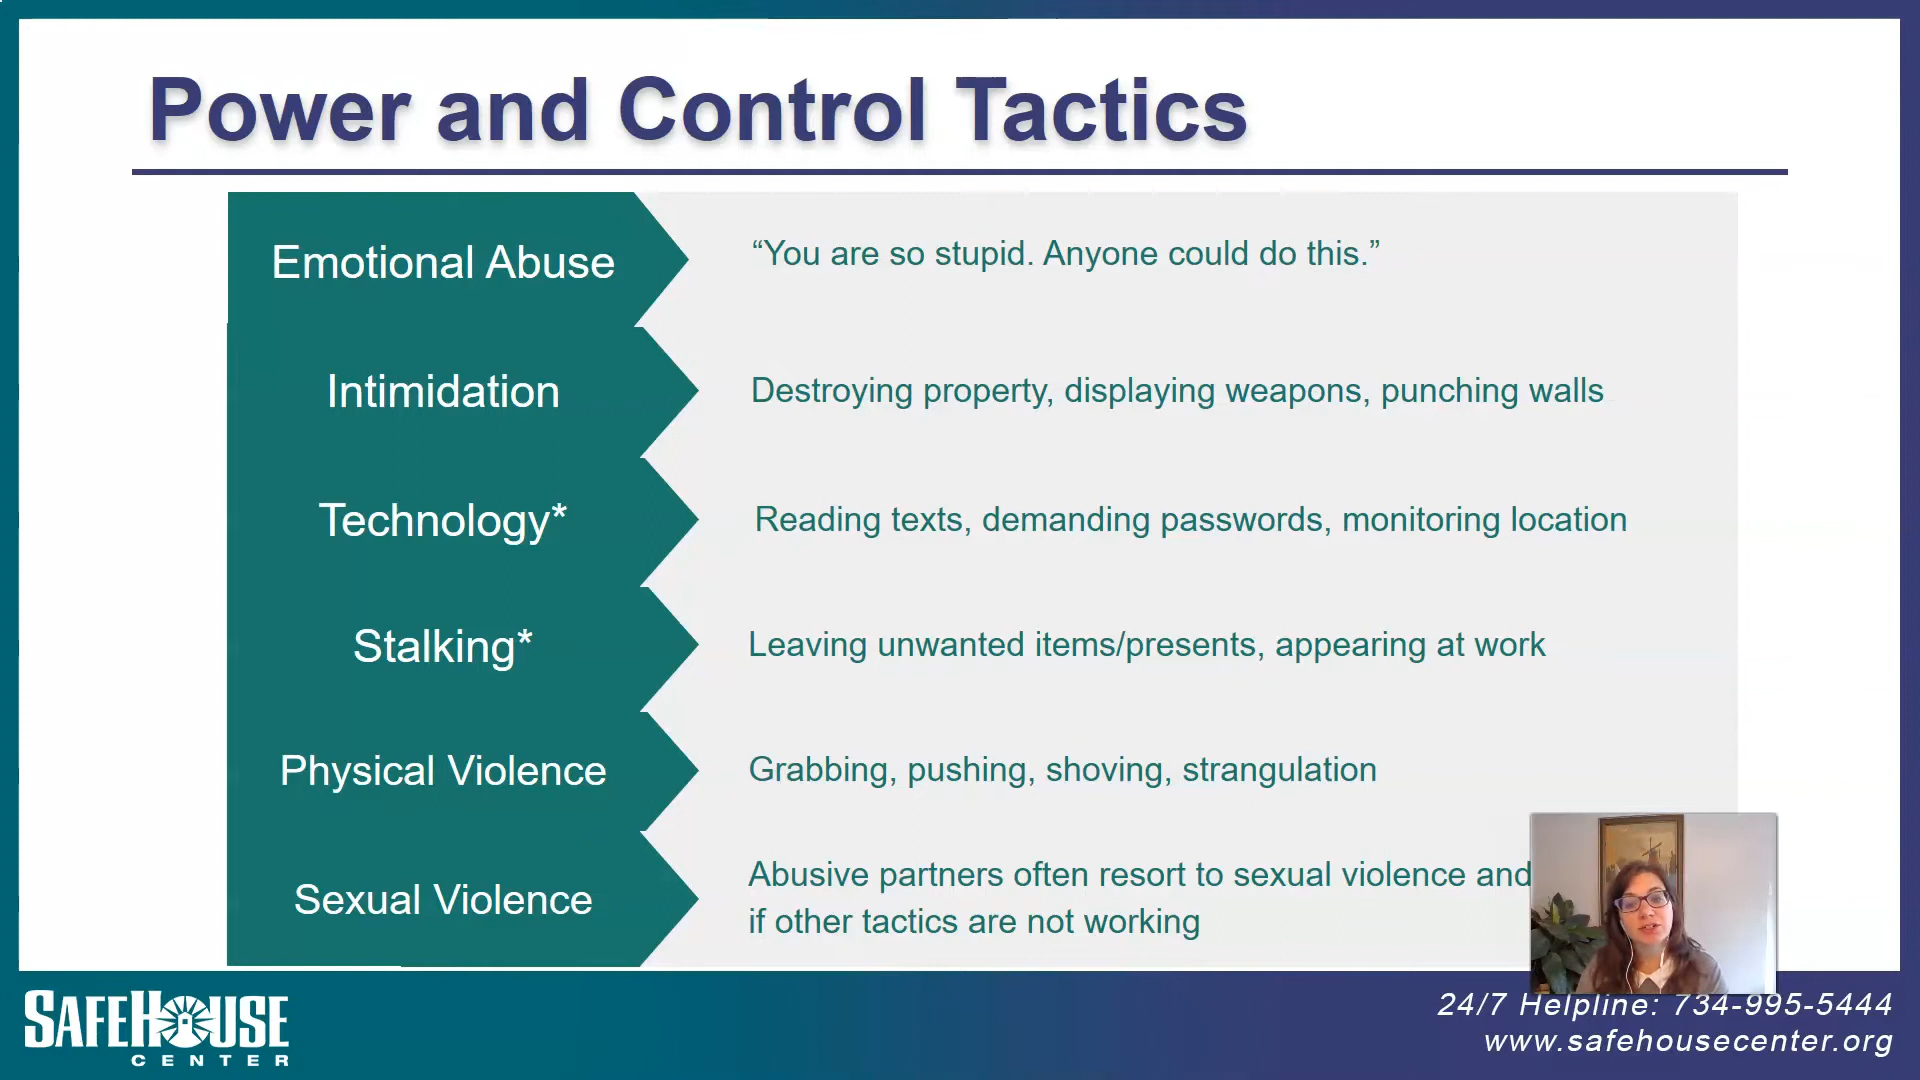 Power and Control Tactics
Emotional Abuse
“You are so stupid. Anyone could do this.”
Intimidation
Destroying property, displaying weapons, punching walls
Technology*
Reading texts, demanding passwords, monitoring location
Stalking*
Leaving unwanted items/presents, appearing at work
Physical Violence
Grabbing, pushing, shoving, strangulation
Sexual Violence
Abusive partners often resort to sexual violence and
if other tactics are not working
SAFEHOUSE
CENTER
24/7 Helpline: 734-995-5444
www.safehousecenter.org